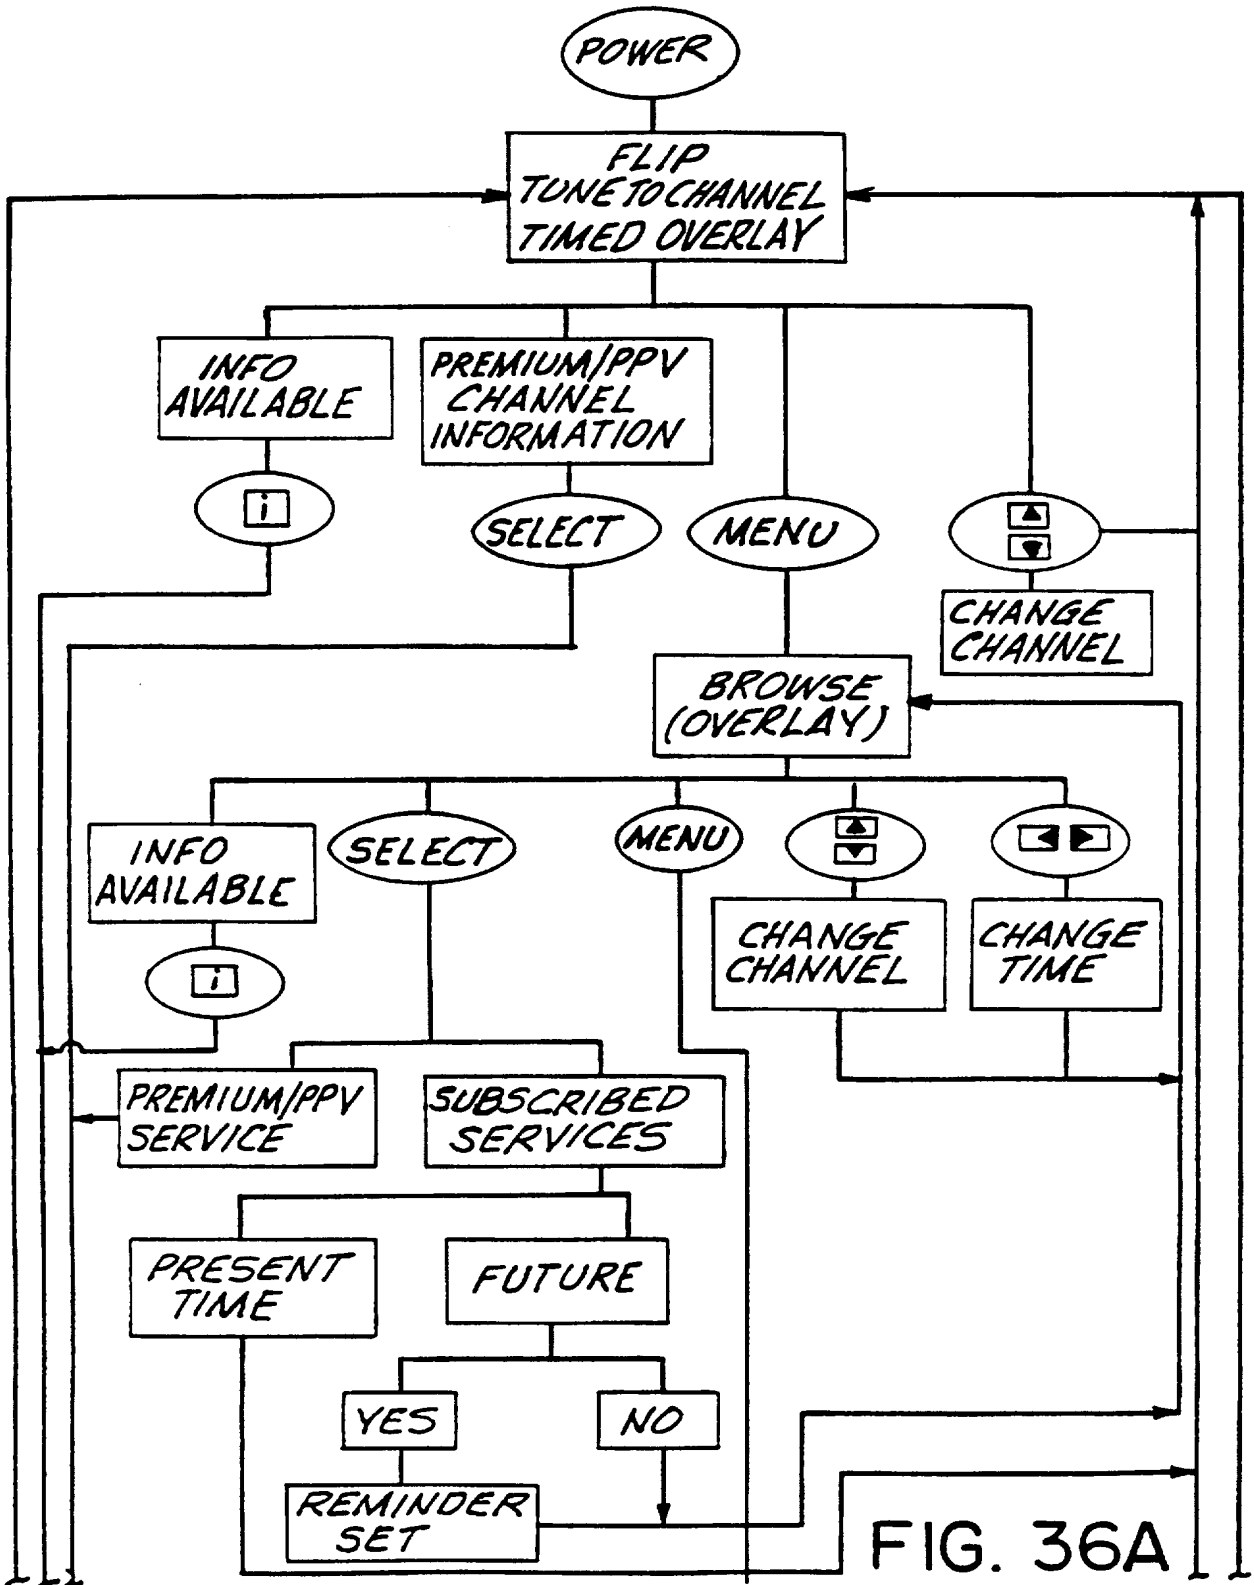 POWER
FLIP
TUNE TO CHANNEL
TIMED OVERLAY
INFO
AVAILABLE
PREMIUM/PPV
CHANNEL
INFORMATION
i
SELECT
MENU
CHANGE
CHANNEL
BROWSE
(OVERLAY)
INFO
AVAILABLE
SELECT
MENU
CHANGE
CHANNEL
CHANGE
TIME
i
PREMIUM/PPV
SERVICE
SUBSCRIBED
SERVICES
PRESENT
TIME
FUTURE
YES
NO
REMINDER
SET
FIG. 36A